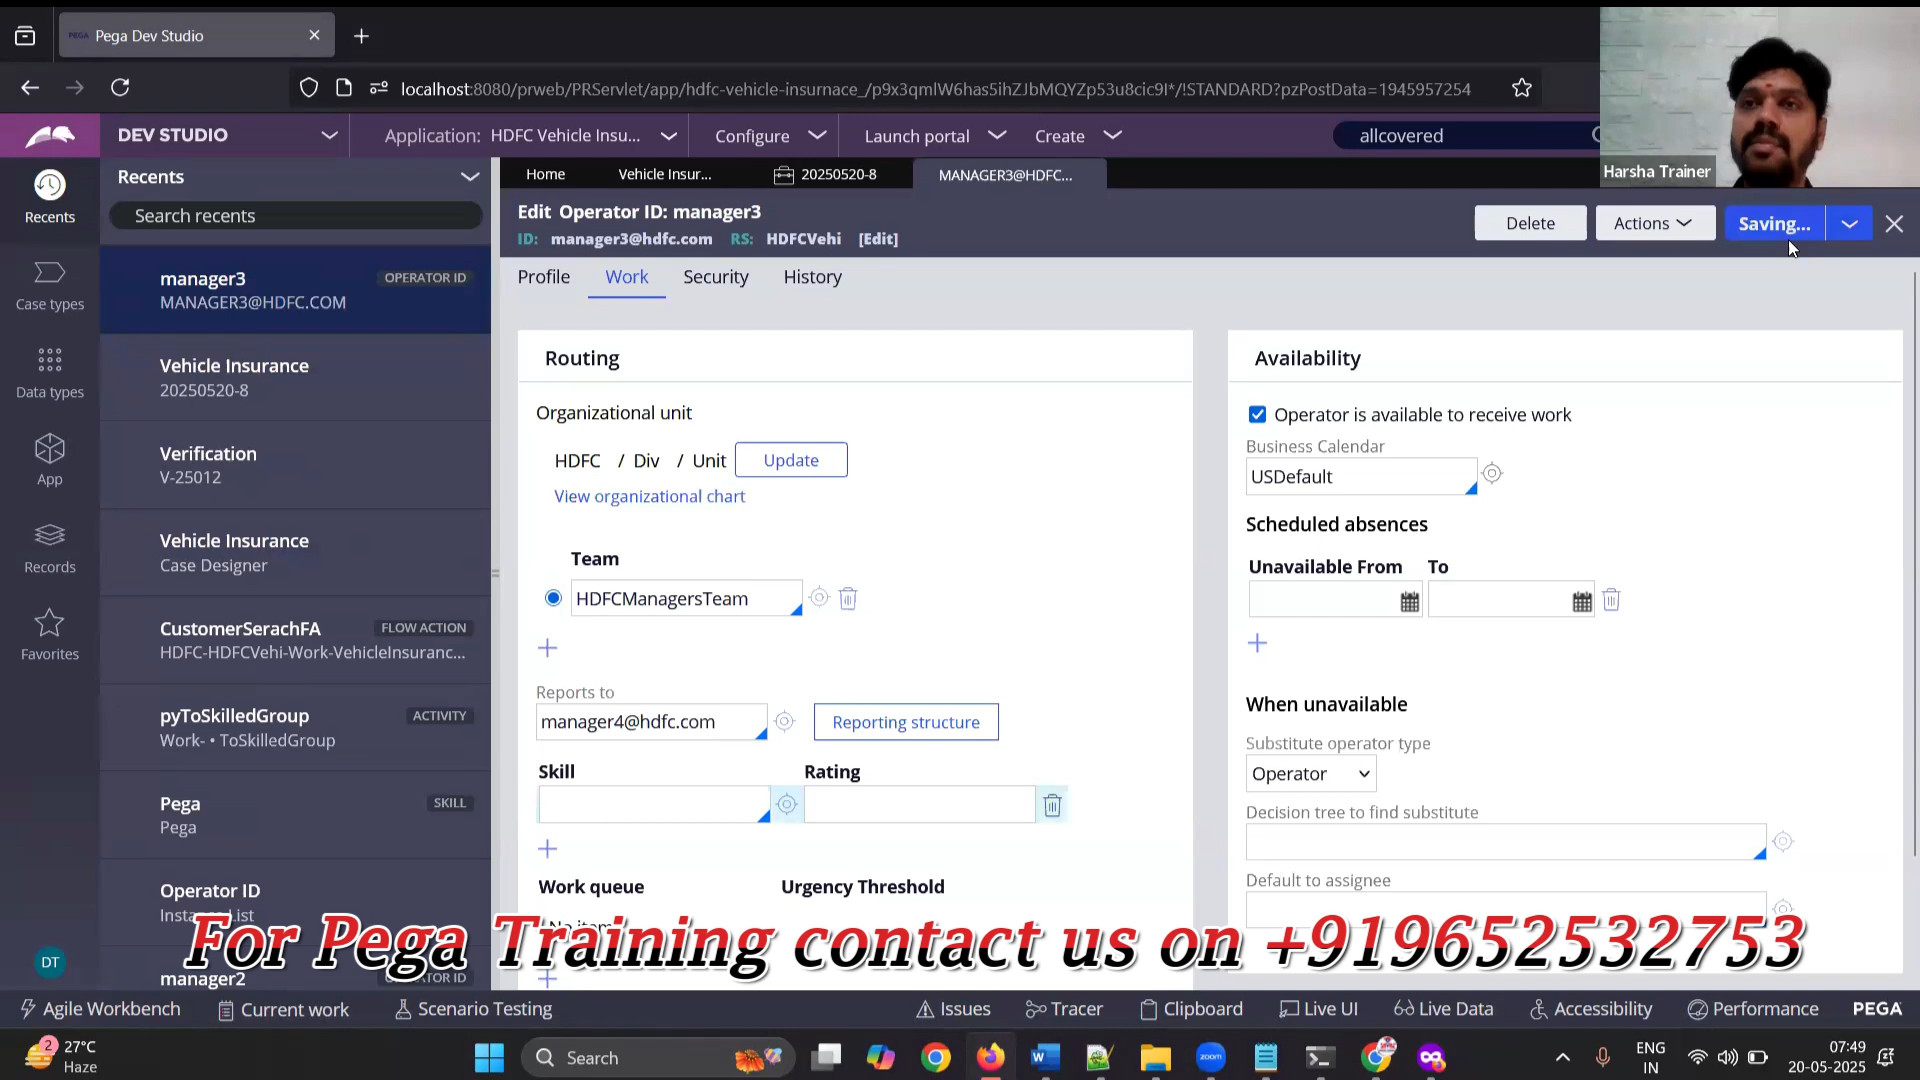 Pega Dev Studio
localhost:8080/prweb/PRServlet/app/hdfc-vehicle-insurnace_/p9x3qmlW6has5ihZJbMQYZp53u8cic9l*/!STANDARD?pzPostData=1945957254
DEV STUDIO
Application: HDFC Vehicle Insu...
Configure
Launch portal
Create
allcovered
Harsha Trainer
Recents
Search recents
Home
Vehicle Insur...
20250520-8
MANAGER3@HDFC...
Edit Operator ID: manager3
ID: manager3@hdfc.com RS: HDFCVehi [Edit]
Delete
Actions
Saving...
Recents
Case types
Data types
App
Records
Favorites
DT
manager3 OPERATOR ID
MANAGER3@HDFC.COM
Vehicle Insurance
20250520-8
Verification
V-25012
Vehicle Insurance
Case Designer
CustomerSerachFA FLOW ACTION
HDFC-HDFCVehi-Work-VehicleInsuranc...
pyToSkilledGroup ACTIVITY
Work- • ToSkilledGroup
Pega SKILL
Pega
Operator ID
manager2
Profile Work Security History
Routing
Organizational unit
HDFC / Div / Unit Update
View organizational chart
Team
HDFCManagersTeam
Reports to
manager4@hdfc.com Reporting structure
Skill Rating
Work queue Urgency Threshold
Availability
Operator is available to receive work
Business Calendar
USDefault
Scheduled absences
Unavailable From To
When unavailable
Substitute operator type
Operator
Decision tree to find substitute
Default to assignee
For Pega Training contact us on +919652532753
Agile Workbench Current work Scenario Testing Issues Tracer Clipboard Live UI Live Data Accessibility Performance PEGA
2
27°C
Haze
Search
zoom
ENG
IN
07:49
20-05-2025